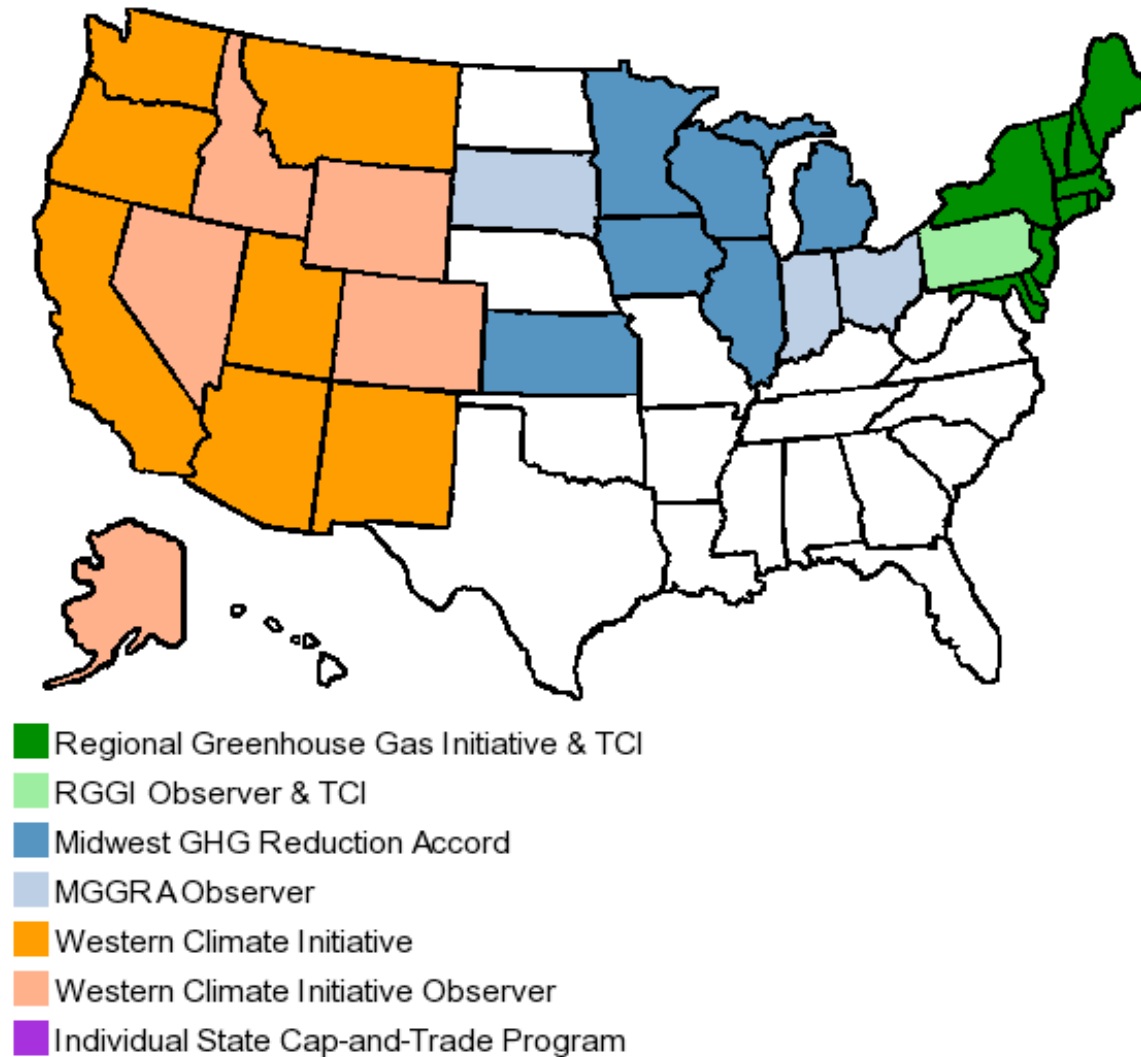 Regional Greenhouse Gas Initiative & TCI
RGGI Observer & TCI
Midwest GHG Reduction Accord
MGGRA Observer
Western Climate Initiative
Western Climate Initiative Observer
Individual State Cap-and-Trade Program